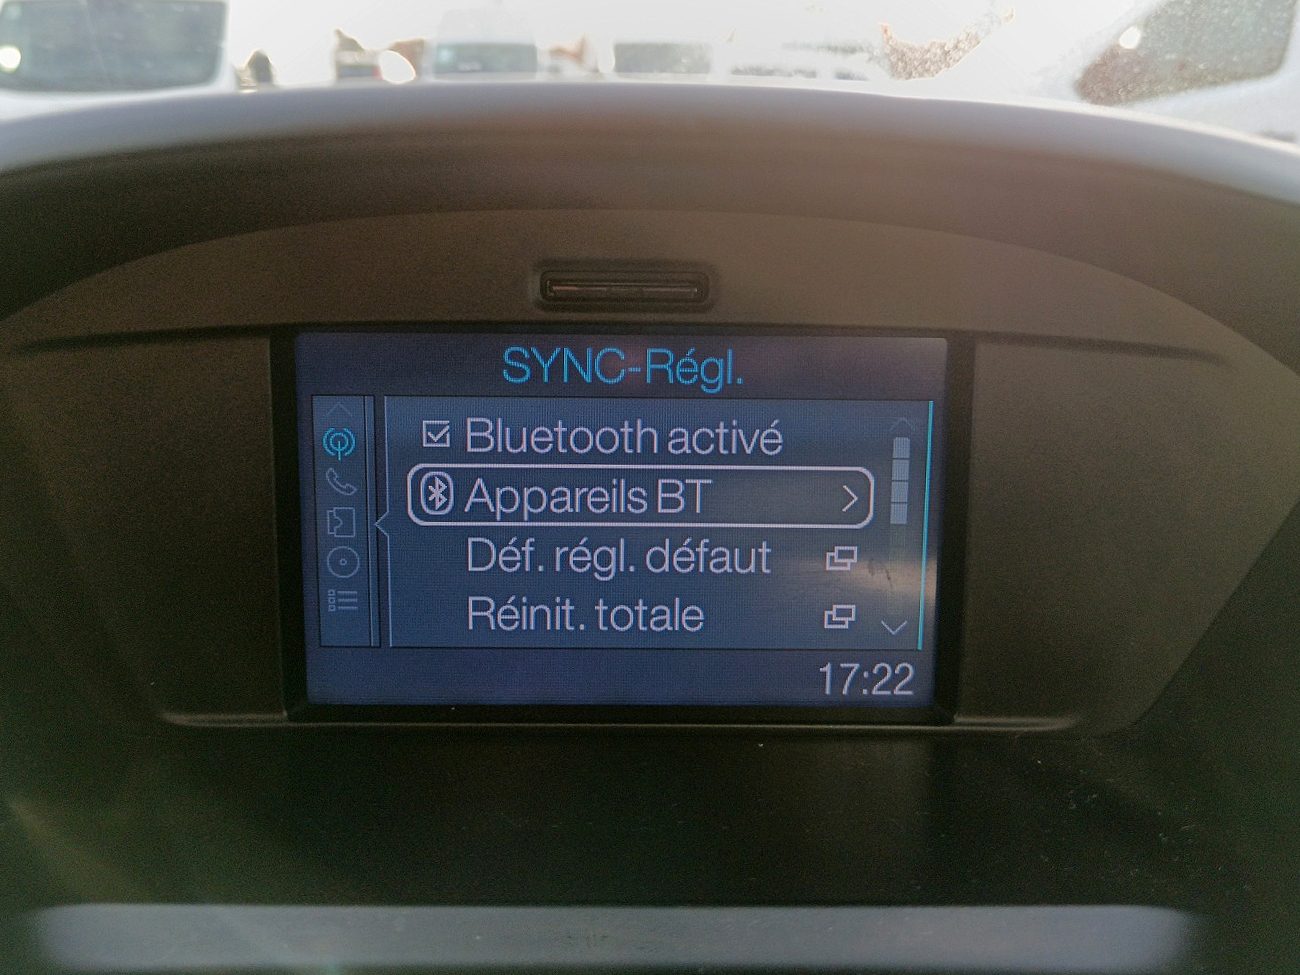 SYNC-Régl.
Bluetooth activé
Appareils BT
Déf. régl. défaut
Réinit. totale
17:22